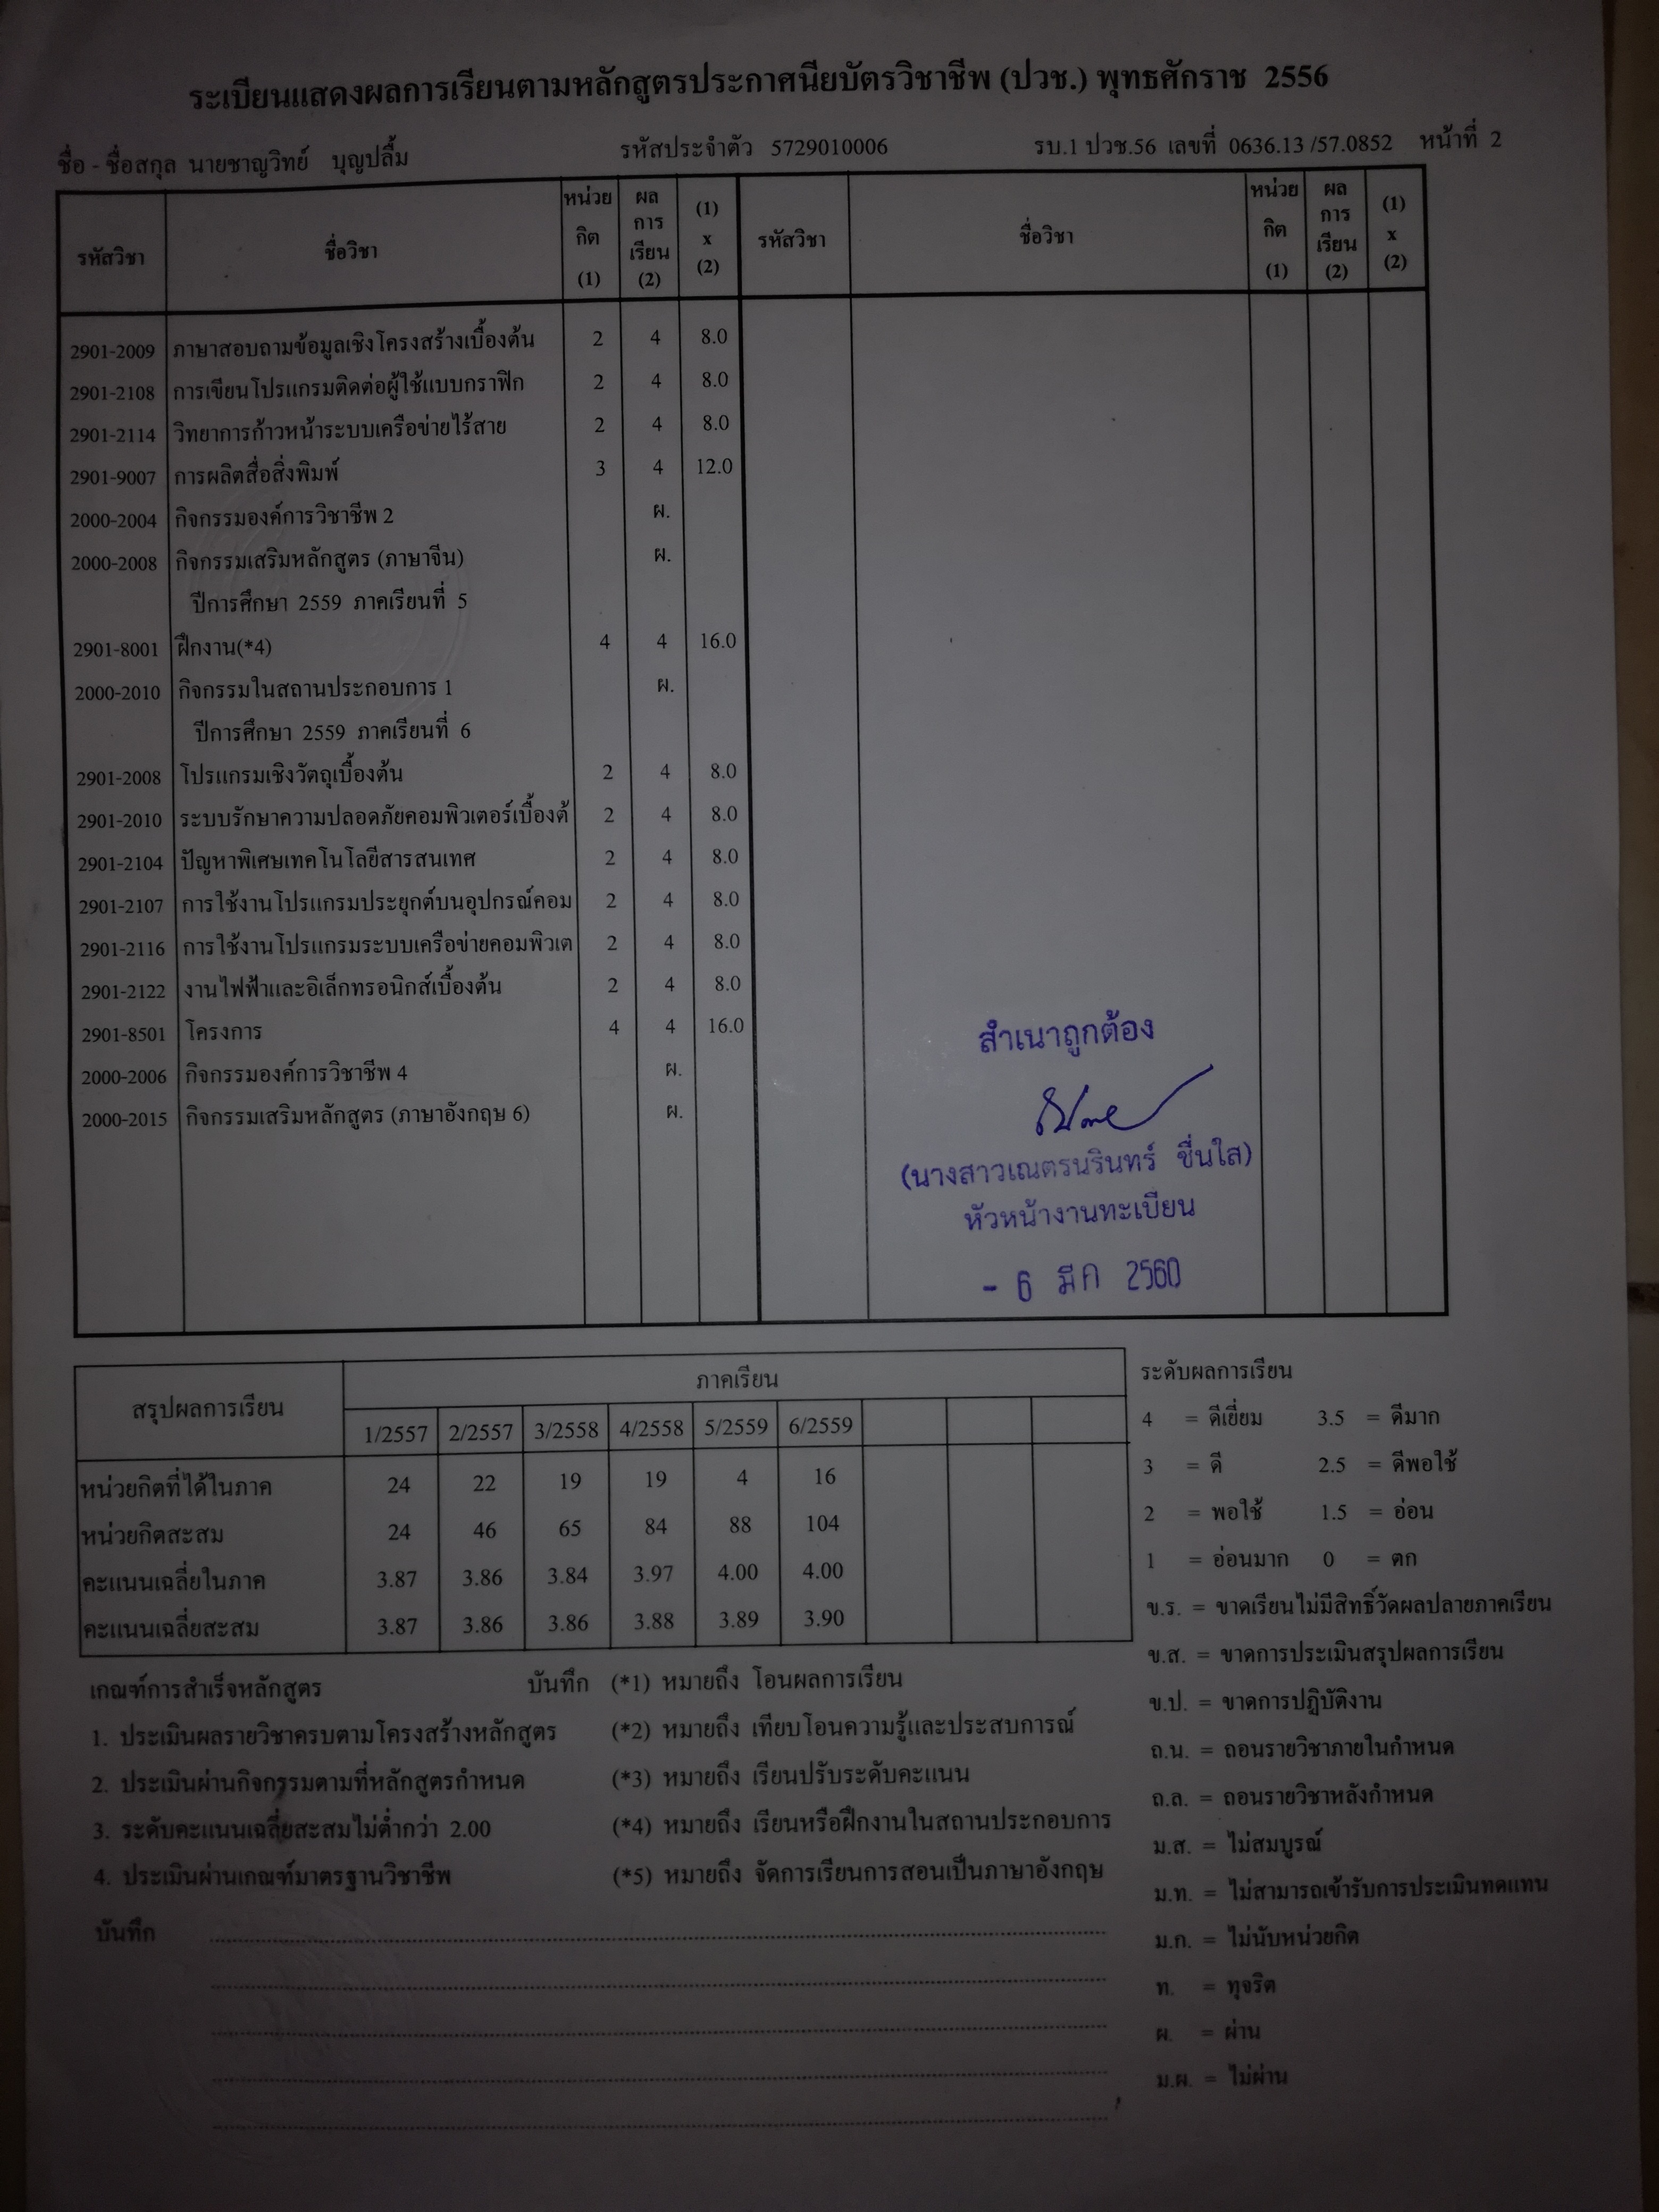 ระเบียนแสดงผลการเรียนตามหลักสูตรประกาศนียบัตรวิชาชีพ (ปวช.) พุทธศักราช 2556
ชื่อ - ชื่อสกุล นายชาญวิทย์ บุญปลื้ม รหัสประจำตัว 5729010006 รบ.1 ปวช.56 เลขที่ 0636.13 /57.0852 หน้าที่ 2
รหัสวิชา ชื่อวิชา หน่วยกิต (1) ผลการเรียน (2) (1) x (2) รหัสวิชา ชื่อวิชา หน่วยกิต (1) ผลการเรียน (2) (1) x (2)
2901-2009 ภาษาสอบถามข้อมูลเชิงโครงสร้างเบื้องต้น 2 4 8.0
2901-2108 การเขียนโปรแกรมติดต่อผู้ใช้แบบกราฟิก 2 4 8.0
2901-2114 วิทยาการก้าวหน้าระบบเครือข่ายไร้สาย 2 4 8.0
2901-9007 การผลิตสื่อสิ่งพิมพ์ 3 4 12.0
2000-2004 กิจกรรมองค์การวิชาชีพ 2 ผ.
2000-2008 กิจกรรมเสริมหลักสูตร (ภาษาจีน) ผ.
ปีการศึกษา 2559 ภาคเรียนที่ 5
2901-8001 ฝึกงาน(*4) 4 4 16.0
2000-2010 กิจกรรมในสถานประกอบการ 1 ผ.
ปีการศึกษา 2559 ภาคเรียนที่ 6
2901-2008 โปรแกรมเชิงวัตถุเบื้องต้น 2 4 8.0
2901-2010 ระบบรักษาความปลอดภัยคอมพิวเตอร์เบื้องต้ 2 4 8.0
2901-2104 ปัญหาพิเศษเทคโนโลยีสารสนเทศ 2 4 8.0
2901-2107 การใช้งานโปรแกรมประยุกต์บนอุปกรณ์คอม 2 4 8.0
2901-2116 การใช้งานโปรแกรมระบบเครือข่ายคอมพิวเต 2 4 8.0
2901-2122 งานไฟฟ้าและอิเล็กทรอนิกส์เบื้องต้น 2 4 8.0
2901-8501 โครงการ 4 4 16.0
2000-2006 กิจกรรมองค์การวิชาชีพ 4 ผ.
2000-2015 กิจกรรมเสริมหลักสูตร (ภาษาอังกฤษ 6) ผ.
สำเนาถูกต้อง
(นางสาวเณตรนรินทร์ ชื่นใส)
หัวหน้างานทะเบียน
- 6 มีค 2560
สรุปผลการเรียน ภาคเรียน
1/2557 2/2557 3/2558 4/2558 5/2559 6/2559
หน่วยกิตที่ได้ในภาค 24 22 19 19 4 16
หน่วยกิตสะสม 24 46 65 84 88 104
คะแนนเฉลี่ยในภาค 3.87 3.86 3.84 3.97 4.00 4.00
คะแนนเฉลี่ยสะสม 3.87 3.86 3.86 3.88 3.89 3.90
ระดับผลการเรียน
4 = ดีเยี่ยม 3.5 = ดีมาก
3 = ดี 2.5 = ดีพอใช้
2 = พอใช้ 1.5 = อ่อน
1 = อ่อนมาก 0 = ตก
ข.ร. = ขาดเรียนไม่มีสิทธิ์วัดผลปลายภาคเรียน
ข.ส. = ขาดการประเมินสรุปผลการเรียน
ข.ป. = ขาดการปฏิบัติงาน
ถ.น. = ถอนรายวิชาภายในกำหนด
ถ.ล. = ถอนรายวิชาหลังกำหนด
ม.ส. = ไม่สมบูรณ์
ม.ท. = ไม่สามารถเข้ารับการประเมินทดแทน
ม.ก. = ไม่นับหน่วยกิต
ท. = ทุจริต
ผ. = ผ่าน
ม.ผ. = ไม่ผ่าน
เกณฑ์การสำเร็จหลักสูตร
1. ประเมินผลรายวิชาครบตามโครงสร้างหลักสูตร
2. ประเมินผ่านกิจกรรมตามที่หลักสูตรกำหนด
3. ระดับคะแนนเฉลี่ยสะสมไม่ต่ำกว่า 2.00
4. ประเมินผ่านเกณฑ์มาตรฐานวิชาชีพ
บันทึก (*1) หมายถึง โอนผลการเรียน
(*2) หมายถึง เทียบโอนความรู้และประสบการณ์
(*3) หมายถึง เรียนปรับระดับคะแนน
(*4) หมายถึง เรียนหรือฝึกงานในสถานประกอบการ
(*5) หมายถึง จัดการเรียนการสอนเป็นภาษาอังกฤษ
บันทึก